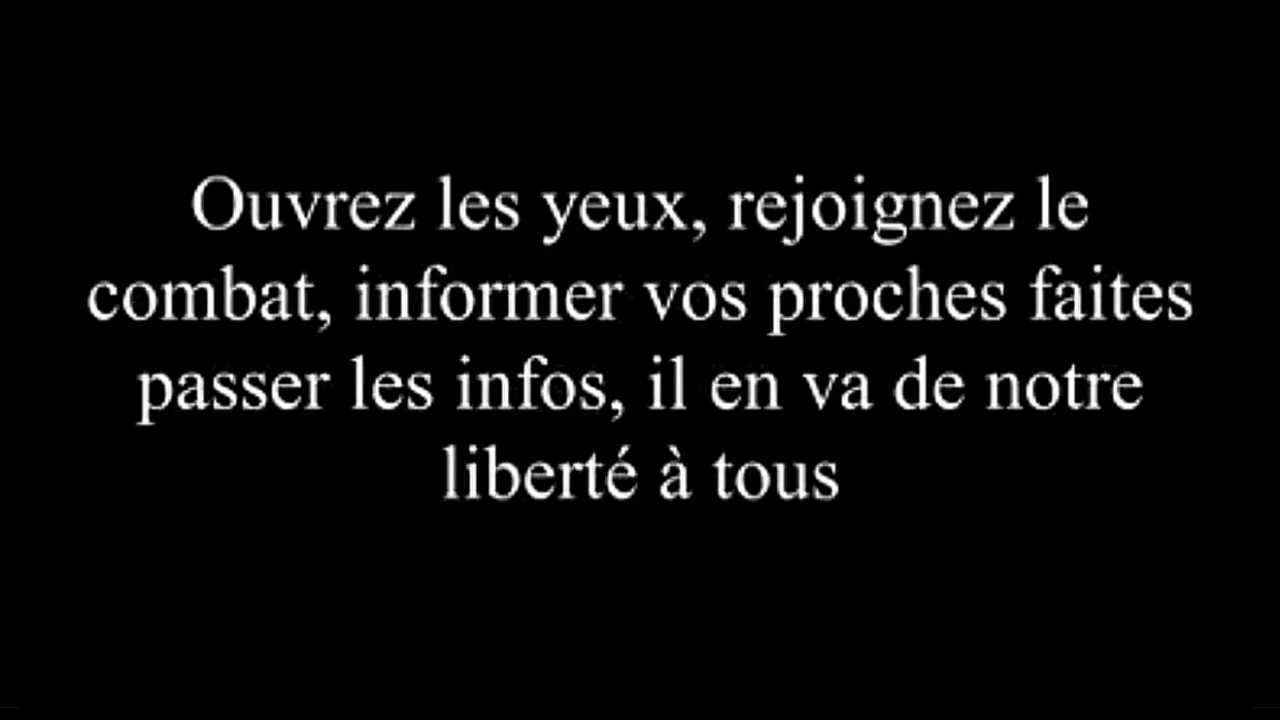 Ouvrez les yeux, rejoignez le
combat, informer vos proches faites
passer les infos, il en va de notre
liberté à tous